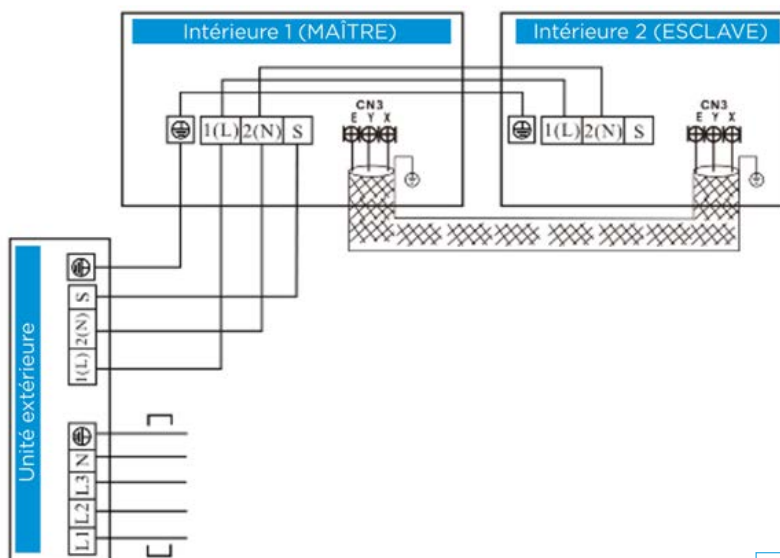 Intérieure 1 (MAÎTRE)
Intérieure 2 (ESCLAVE)
CN3
E Y X
1(L) 2(N) S
CN3
E Y X
1(L) 2(N) S
Unité extérieure
S
2(N)
1(L)
N
L3
L2
L1